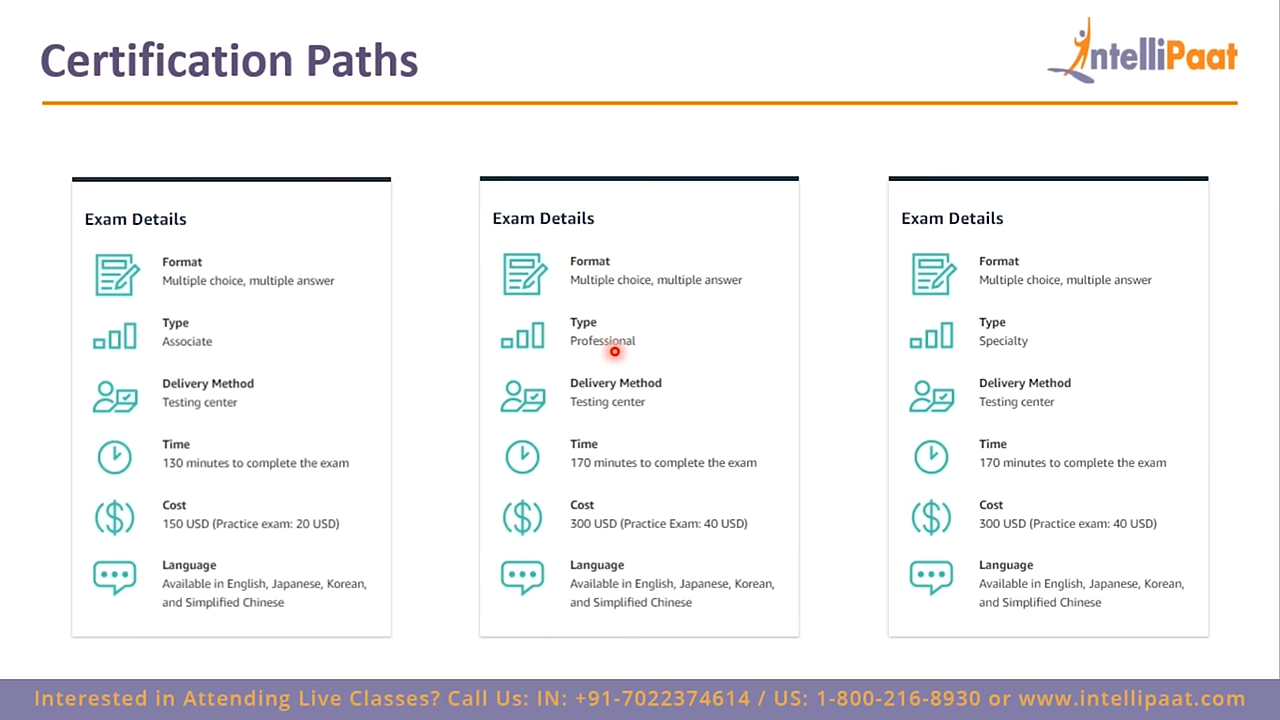 Certification Paths
IntelliPaat
Exam Details
Format
Multiple choice, multiple answer
Type
Associate
Delivery Method
Testing center
Time
130 minutes to complete the exam
Cost
150 USD (Practice exam: 20 USD)
Language
Available in English, Japanese, Korean,
and Simplified Chinese
Exam Details
Format
Multiple choice, multiple answer
Type
Professional
Delivery Method
Testing center
Time
170 minutes to complete the exam
Cost
300 USD (Practice Exam: 40 USD)
Language
Available in English, Japanese, Korean,
and Simplified Chinese
Exam Details
Format
Multiple choice, multiple answer
Type
Specialty
Delivery Method
Testing center
Time
170 minutes to complete the exam
Cost
300 USD (Practice exam: 40 USD)
Language
Available in English, Japanese, Korean,
and Simplified Chinese
Interested in Attending Live Classes? Call Us: IN: +91-7022374614 / US: 1-800-216-8930 or www.intellipaat.com